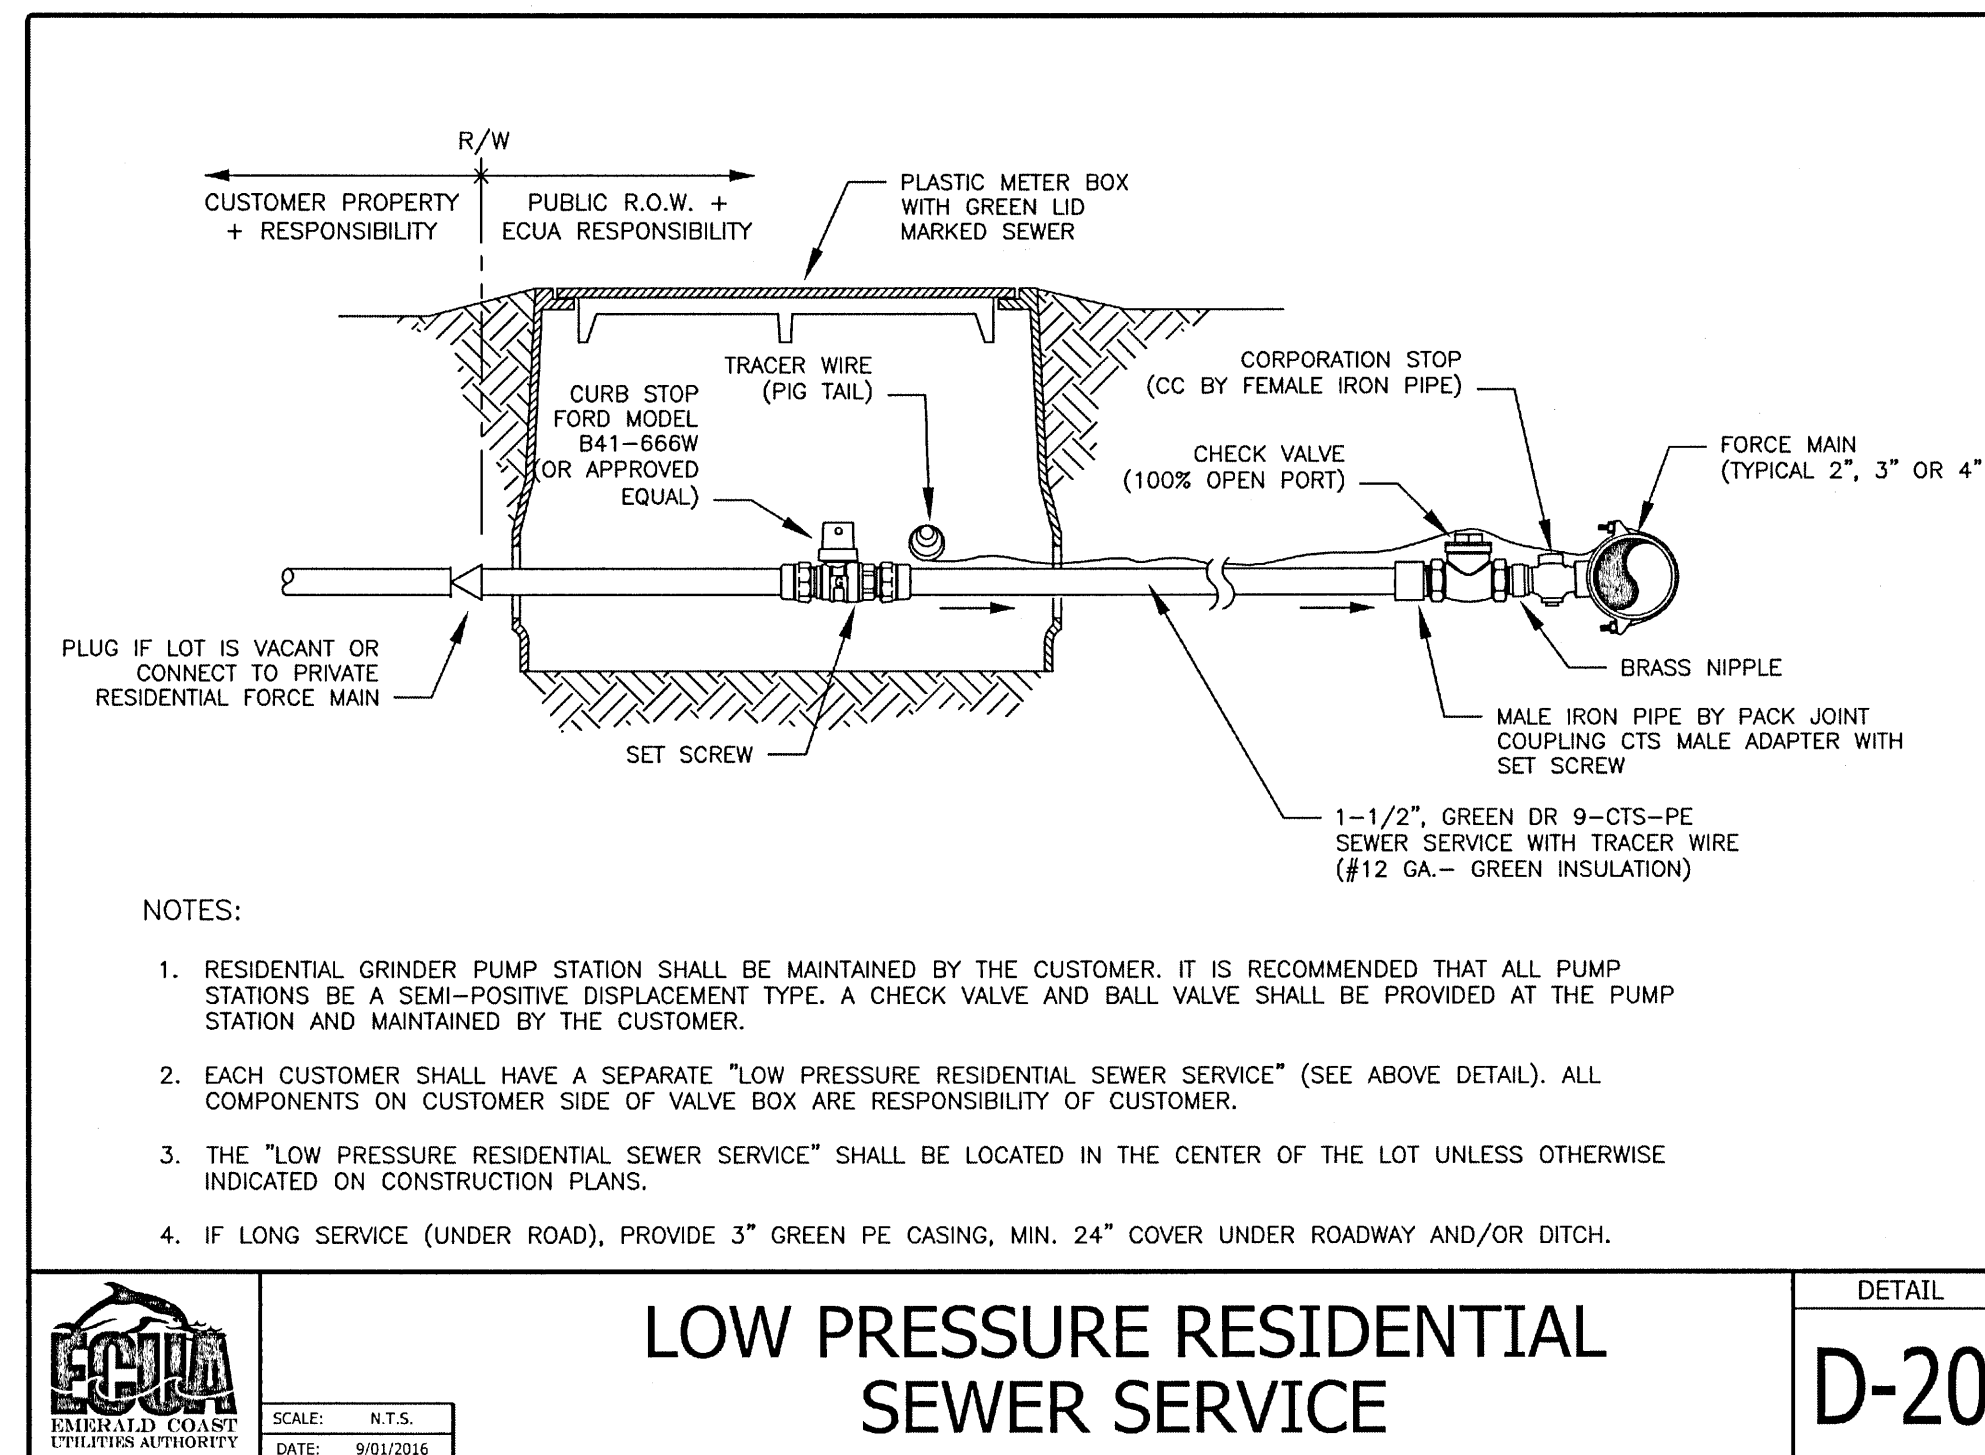 R/W
CUSTOMER PROPERTY
+ RESPONSIBILITY
PUBLIC R.O.W. +
ECUA RESPONSIBILITY
PLASTIC METER BOX
WITH GREEN LID
MARKED SEWER
TRACER WIRE
(PIG TAIL)
CURB STOP
FORD MODEL
B41-666W
(OR APPROVED
EQUAL)
CORPORATION STOP
(CC BY FEMALE IRON PIPE)
CHECK VALVE
(100% OPEN PORT)
FORCE MAIN
(TYPICAL 2", 3" OR 4"
PLUG IF LOT IS VACANT OR
CONNECT TO PRIVATE
RESIDENTIAL FORCE MAIN
SET SCREW
BRASS NIPPLE
MALE IRON PIPE BY PACK JOINT
COUPLING CTS MALE ADAPTER WITH
SET SCREW
1-1/2", GREEN DR 9-CTS-PE
SEWER SERVICE WITH TRACER WIRE
(#12 GA.- GREEN INSULATION)
NOTES:
1. RESIDENTIAL GRINDER PUMP STATION SHALL BE MAINTAINED BY THE CUSTOMER. IT IS RECOMMENDED THAT ALL PUMP
STATIONS BE A SEMI-POSITIVE DISPLACEMENT TYPE. A CHECK VALVE AND BALL VALVE SHALL BE PROVIDED AT THE PUMP
STATION AND MAINTAINED BY THE CUSTOMER.
2. EACH CUSTOMER SHALL HAVE A SEPARATE "LOW PRESSURE RESIDENTIAL SEWER SERVICE" (SEE ABOVE DETAIL). ALL
COMPONENTS ON CUSTOMER SIDE OF VALVE BOX ARE RESPONSIBILITY OF CUSTOMER.
3. THE "LOW PRESSURE RESIDENTIAL SEWER SERVICE" SHALL BE LOCATED IN THE CENTER OF THE LOT UNLESS OTHERWISE
INDICATED ON CONSTRUCTION PLANS.
4. IF LONG SERVICE (UNDER ROAD), PROVIDE 3" GREEN PE CASING, MIN. 24" COVER UNDER ROADWAY AND/OR DITCH.
ECUA
EMERALD COAST
UTILITIES AUTHORITY
SCALE: N.T.S.
DATE: 9/01/2016
LOW PRESSURE RESIDENTIAL
SEWER SERVICE
DETAIL
D-20